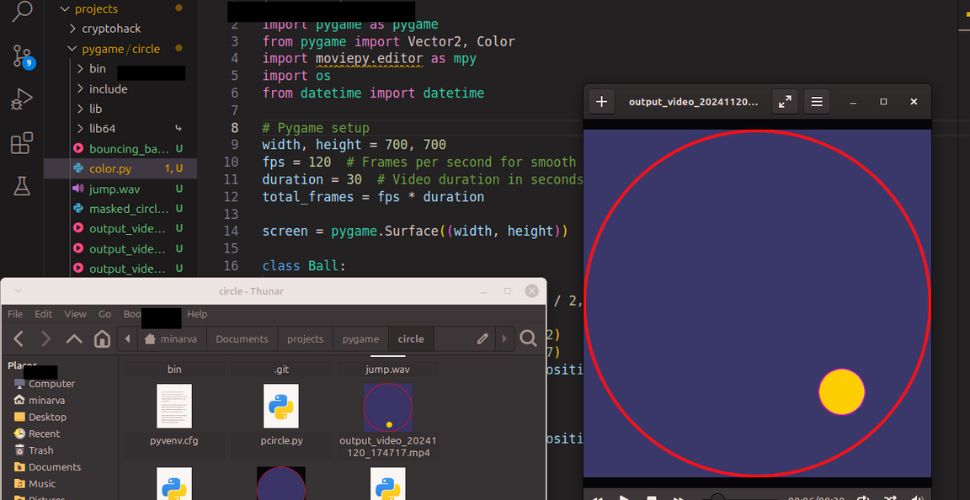 projects
cryptohack
pygame/circle
bin
include
lib
lib64
bouncing_ba... U
color.py 1, U
jump.wav U
masked_circl... U
output_vide... U
output_vide... U
output_vide... U
9
2 import pygame as pygame
3 from pygame import Vector2, Color
4 import moviepy.editor as mpy
5 import os
6 from datetime import datetime
7
8 # Pygame setup
9 width, height = 700, 700
10 fps = 120 # Frames per second for smooth
11 duration = 30 # Video duration in seconds
12 total_frames = fps * duration
13
14 screen = pygame.Surface((width, height))
15
16 class Ball:
/ 2,
2)
7)
ositi
ositi
output_video_20241120...
circle - Thunar
File Edit View Go Boo Help
minarva Documents projects pygame circle
Places
Computer
minarva
Desktop
Recent
Trash
Documents
Music
Pictures
bin .git jump.wav
pyvenv.cfg pcircle.py output_video_20241
120_174717.mp4